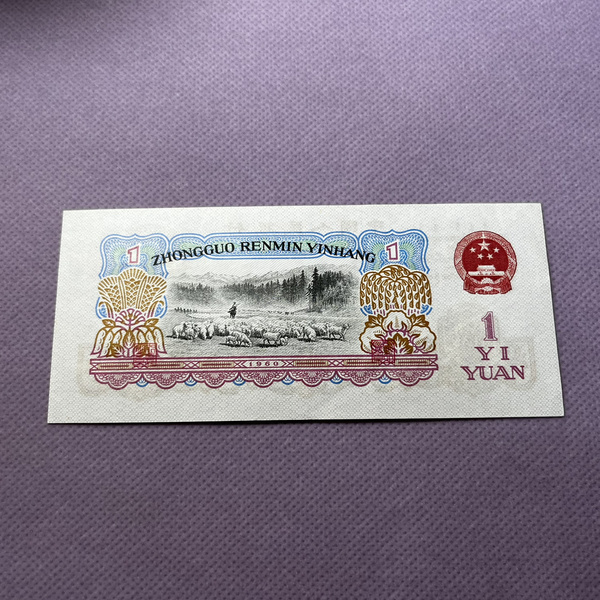 1 1
ZHONGGUO RENMIN YINHANG
1960
1
YI
YUAN